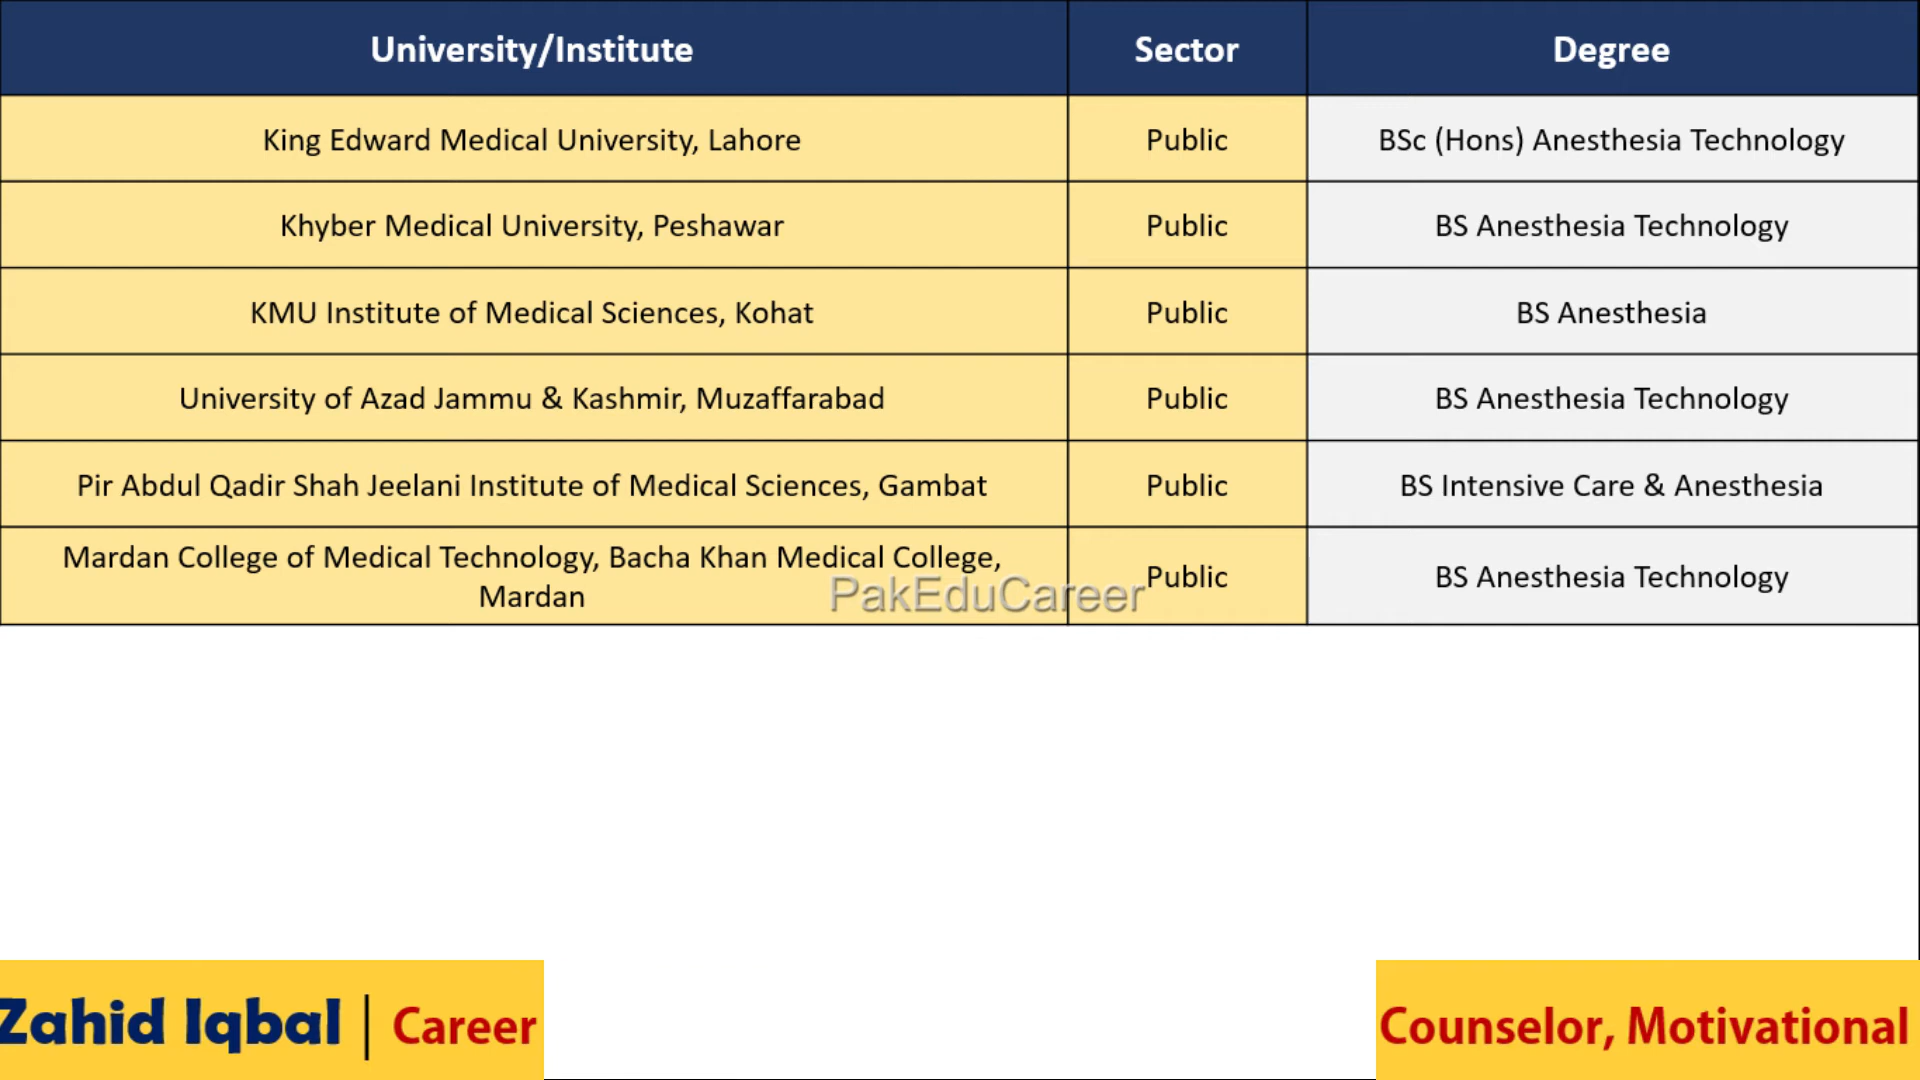 University/Institute Sector Degree
King Edward Medical University, Lahore Public BSc (Hons) Anesthesia Technology
Khyber Medical University, Peshawar Public BS Anesthesia Technology
KMU Institute of Medical Sciences, Kohat Public BS Anesthesia
University of Azad Jammu & Kashmir, Muzaffarabad Public BS Anesthesia Technology
Pir Abdul Qadir Shah Jeelani Institute of Medical Sciences, Gambat Public BS Intensive Care & Anesthesia
Mardan College of Medical Technology, Bacha Khan Medical College,
Mardan Public BS Anesthesia Technology
PakEduCareer
Zahid Iqbal | Career Counselor, Motivational